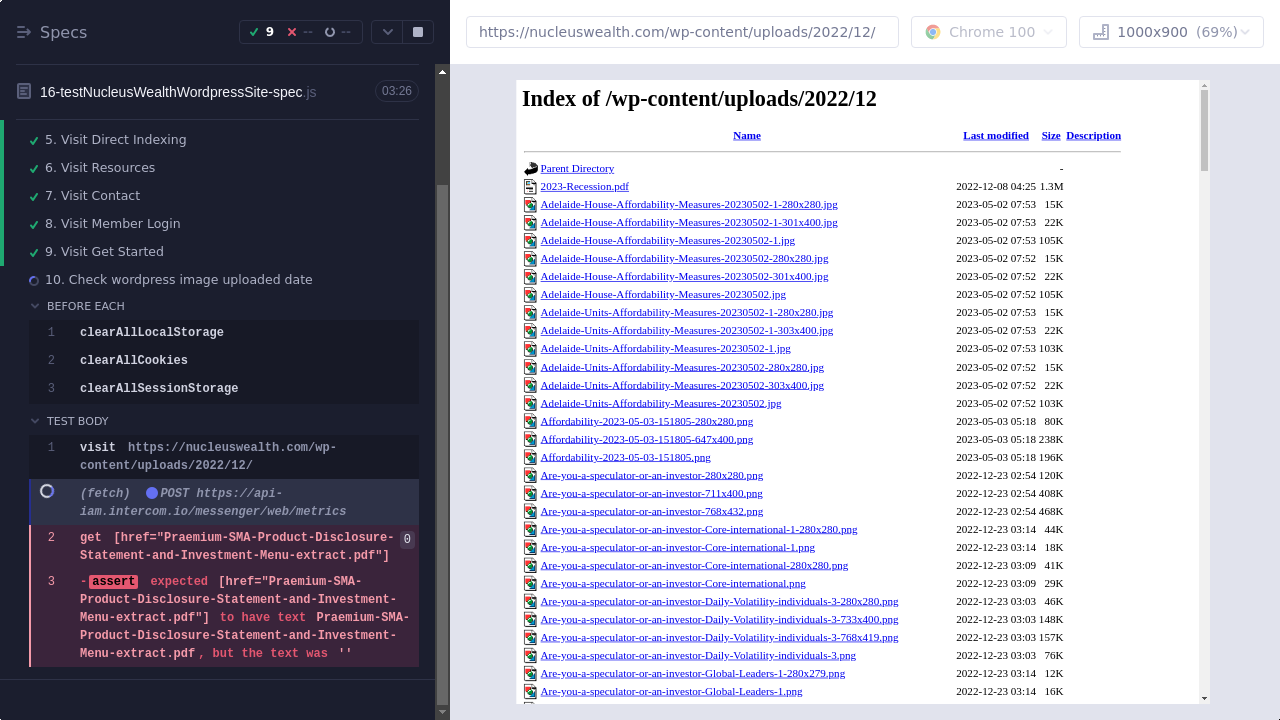 Specs
9 -- --
16-testNucleusWealthWordpressSite-spec.js 03:26
5. Visit Direct Indexing
6. Visit Resources
7. Visit Contact
8. Visit Member Login
9. Visit Get Started
10. Check wordpress image uploaded date
BEFORE EACH
1 clearAllLocalStorage
2 clearAllCookies
3 clearAllSessionStorage
TEST BODY
1 visit https://nucleuswealth.com/wp-
content/uploads/2022/12/
(fetch) POST https://api-
iam.intercom.io/messenger/web/metrics
2 get [href="Praemium-SMA-Product-Disclosure- 0
Statement-and-Investment-Menu-extract.pdf"]
3 -assert expected [href="Praemium-SMA-
Product-Disclosure-Statement-and-Investment-
Menu-extract.pdf"] to have text Praemium-SMA-
Product-Disclosure-Statement-and-Investment-
Menu-extract.pdf, but the text was ''
https://nucleuswealth.com/wp-content/uploads/2022/12/
Chrome 100
1000x900 (69%)
Index of /wp-content/uploads/2022/12
Name Last modified Size Description
Parent Directory -
2023-Recession.pdf 2022-12-08 04:25 1.3M
Adelaide-House-Affordability-Measures-20230502-1-280x280.jpg 2023-05-02 07:53 15K
Adelaide-House-Affordability-Measures-20230502-1-301x400.jpg 2023-05-02 07:53 22K
Adelaide-House-Affordability-Measures-20230502-1.jpg 2023-05-02 07:53 105K
Adelaide-House-Affordability-Measures-20230502-280x280.jpg 2023-05-02 07:52 15K
Adelaide-House-Affordability-Measures-20230502-301x400.jpg 2023-05-02 07:52 22K
Adelaide-House-Affordability-Measures-20230502.jpg 2023-05-02 07:52 105K
Adelaide-Units-Affordability-Measures-20230502-1-280x280.jpg 2023-05-02 07:53 15K
Adelaide-Units-Affordability-Measures-20230502-1-303x400.jpg 2023-05-02 07:53 22K
Adelaide-Units-Affordability-Measures-20230502-1.jpg 2023-05-02 07:53 103K
Adelaide-Units-Affordability-Measures-20230502-280x280.jpg 2023-05-02 07:52 15K
Adelaide-Units-Affordability-Measures-20230502-303x400.jpg 2023-05-02 07:52 22K
Adelaide-Units-Affordability-Measures-20230502.jpg 2023-05-02 07:52 103K
Affordability-2023-05-03-151805-280x280.png 2023-05-03 05:18 80K
Affordability-2023-05-03-151805-647x400.png 2023-05-03 05:18 238K
Affordability-2023-05-03-151805.png 2023-05-03 05:18 196K
Are-you-a-speculator-or-an-investor-280x280.png 2022-12-23 02:54 120K
Are-you-a-speculator-or-an-investor-711x400.png 2022-12-23 02:54 408K
Are-you-a-speculator-or-an-investor-768x432.png 2022-12-23 02:54 468K
Are-you-a-speculator-or-an-investor-Core-international-1-280x280.png 2022-12-23 03:14 44K
Are-you-a-speculator-or-an-investor-Core-international-1.png 2022-12-23 03:14 18K
Are-you-a-speculator-or-an-investor-Core-international-280x280.png 2022-12-23 03:09 41K
Are-you-a-speculator-or-an-investor-Core-international.png 2022-12-23 03:09 29K
Are-you-a-speculator-or-an-investor-Daily-Volatility-individuals-3-280x280.png 2022-12-23 03:03 46K
Are-you-a-speculator-or-an-investor-Daily-Volatility-individuals-3-733x400.png 2022-12-23 03:03 148K
Are-you-a-speculator-or-an-investor-Daily-Volatility-individuals-3-768x419.png 2022-12-23 03:03 157K
Are-you-a-speculator-or-an-investor-Daily-Volatility-individuals-3.png 2022-12-23 03:03 76K
Are-you-a-speculator-or-an-investor-Global-Leaders-1-280x279.png 2022-12-23 03:14 12K
Are-you-a-speculator-or-an-investor-Global-Leaders-1.png 2022-12-23 03:14 16K